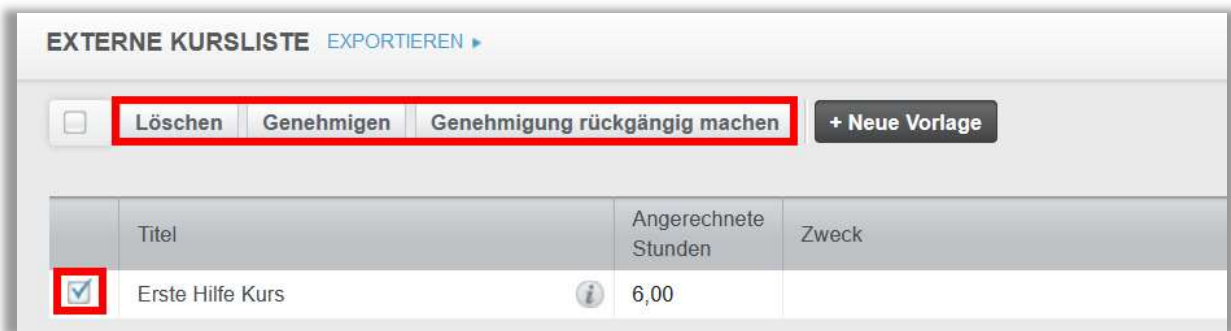 EXTERNE KURSLISTE EXPORTIEREN
Löschen Genehmigen Genehmigung rückgängig machen + Neue Vorlage
Titel Angerechnete Stunden Zweck
Erste Hilfe Kurs i 6,00